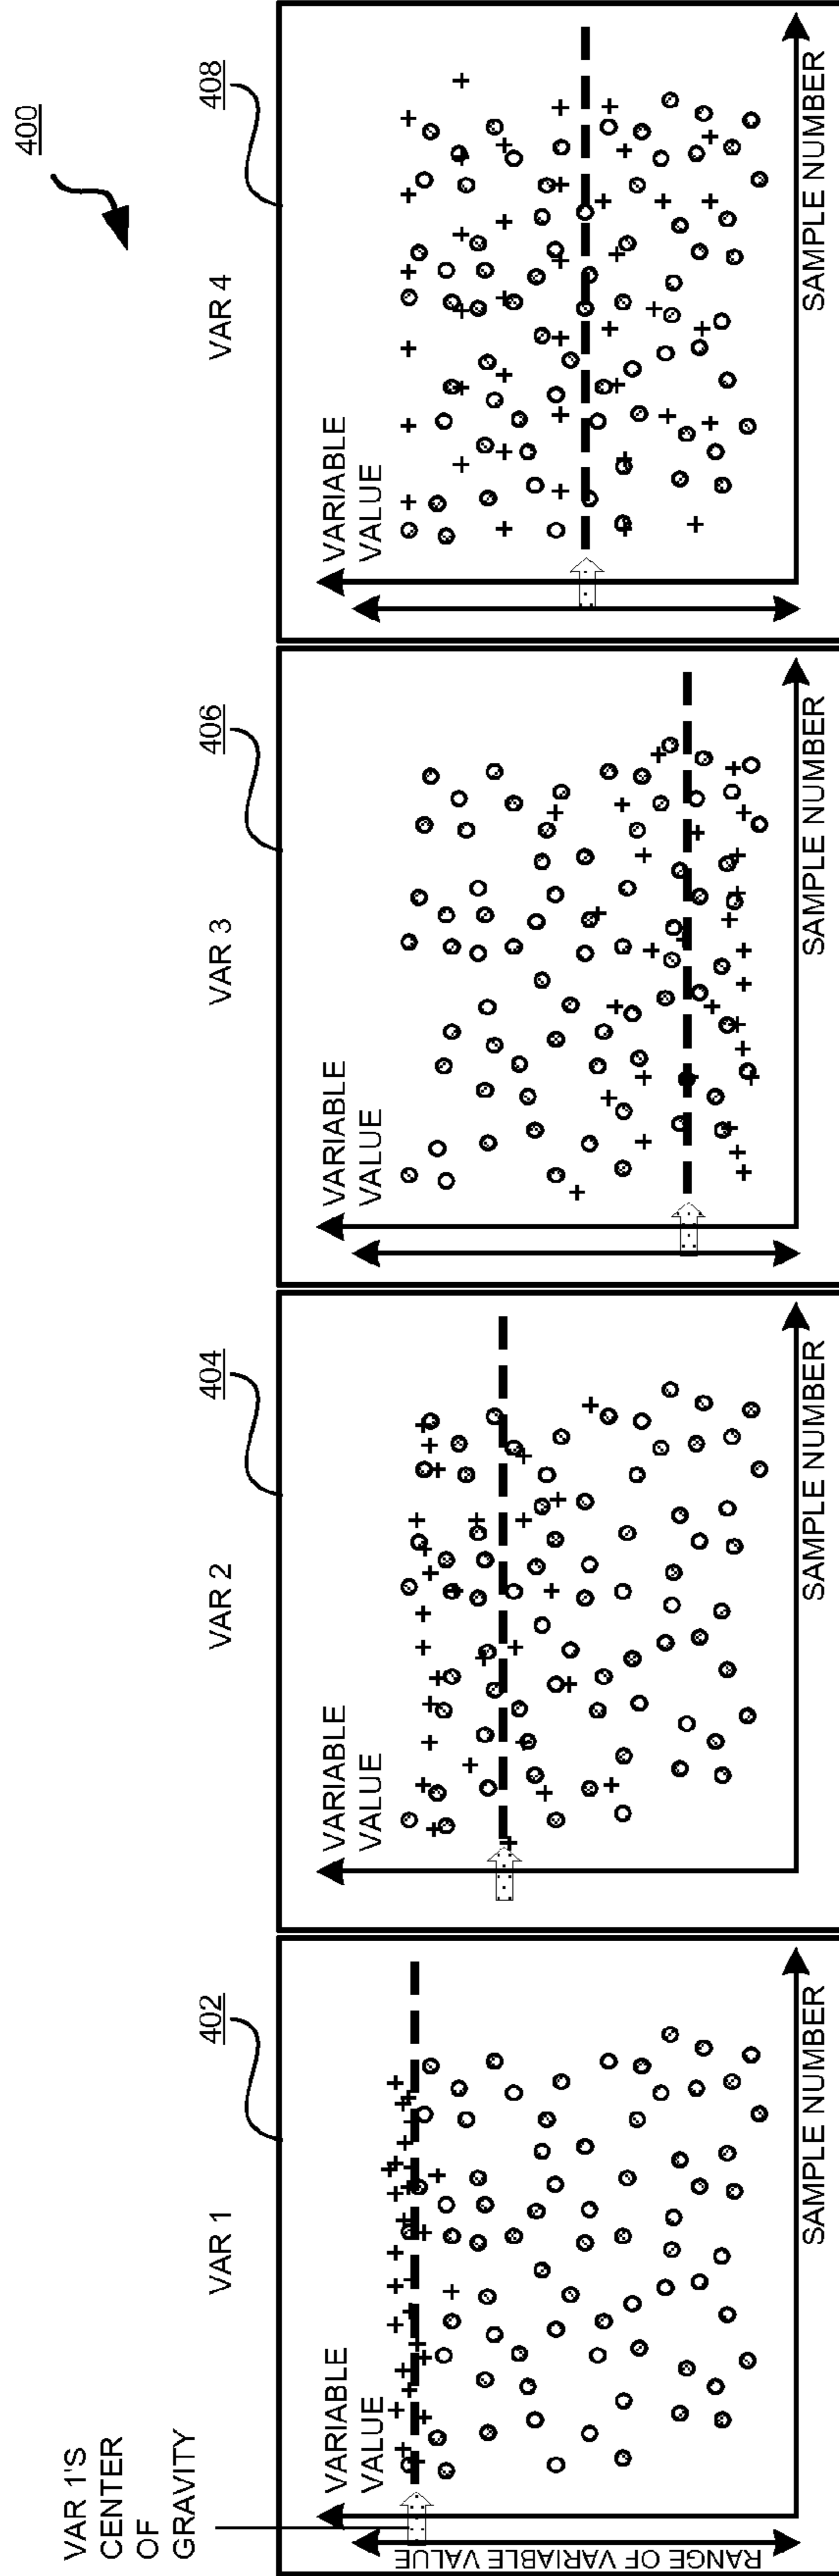 400
VAR 1'S
CENTER
OF
GRAVITY
VAR 1
402
VARIABLE
VALUE
RANGE OF VARIABLE VALUE
SAMPLE NUMBER
VAR 2
404
VARIABLE
VALUE
SAMPLE NUMBER
VAR 3
406
VARIABLE
VALUE
SAMPLE NUMBER
VAR 4
408
VARIABLE
VALUE
SAMPLE NUMBER